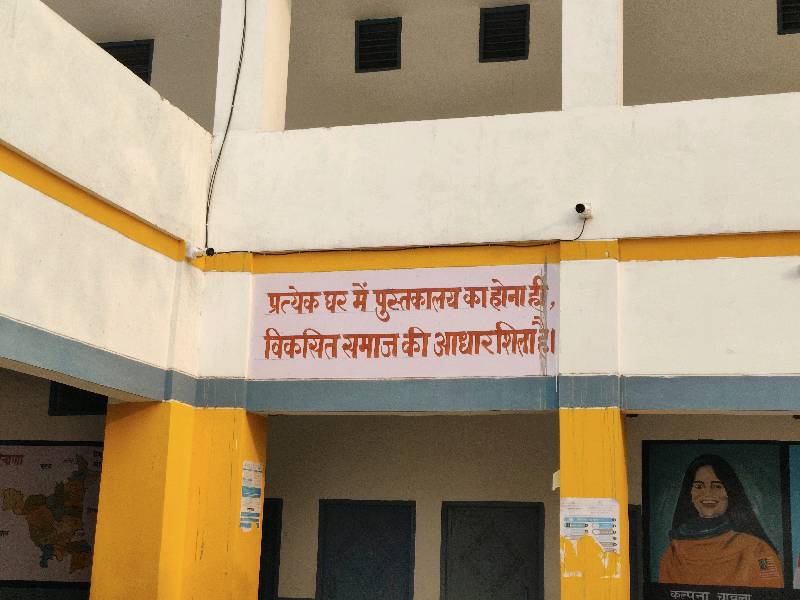 प्रत्येक घर में पुस्तकालय का होना ही,
विकसित समाज की आधारशिला है।
कल्पना चावला